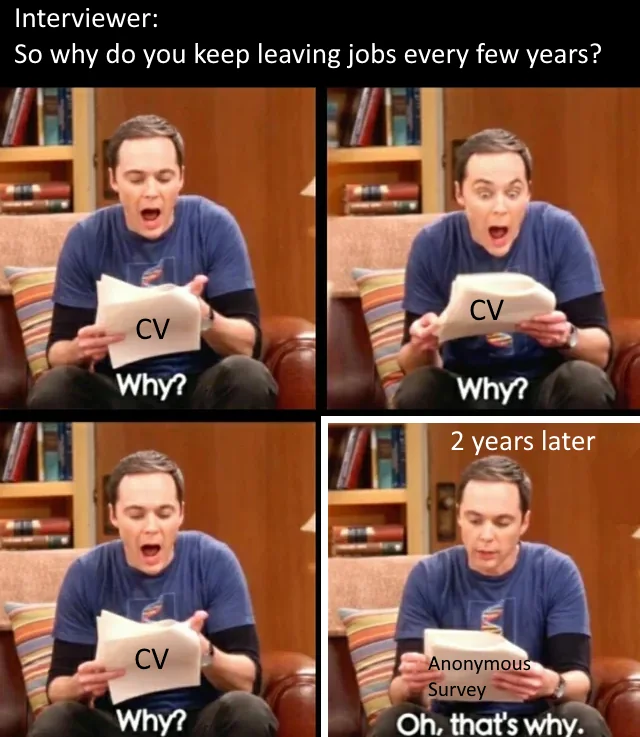 Interviewer:
So why do you keep leaving jobs every few years?
CV
Why?
CV
Why?
CV
Why?
2 years later
Anonymous
Survey
Oh, that's why.